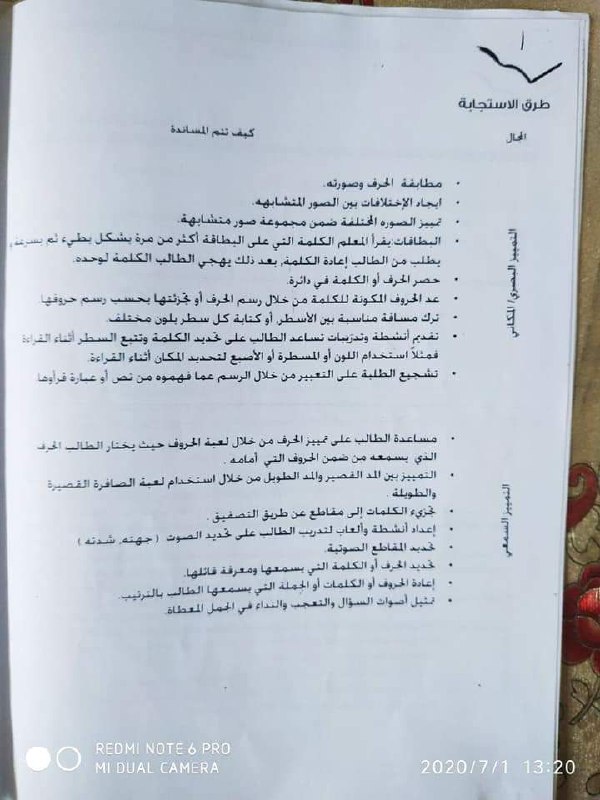 ١
طرق الاستجابة
المجال
كيف تتم المساندة
التمييز البصري/ المكاني
• مطابقة الحرف وصورته.
• ايجاد الإختلافات بين الصور المتشابهه.
• تمييز الصوره المختلفة ضمن مجموعة صور متشابهة.
• البطاقات يقرأ المعلم الكلمة التي على البطاقة أكثر من مرة بشكل بطيء ثم بسرعة,
يطلب من الطالب إعادة الكلمة, بعد ذلك يهجي الطالب الكلمة لوحده.
• حصر الحرف أو الكلمة في دائرة.
• عد الحروف المكونة للكلمة من خلال رسم الحرف أو تجزئتها بحسب رسم حروفها.
• ترك مسافة مناسبة بين الأسطر, أو كتابة كل سطر بلون مختلف.
• تقديم أنشطة وتدريبات تساعد الطالب على تحديد الكلمة وتتبع السطر أثناء القراءة
فمثلاً استخدام اللون أو المسطرة أو الأصبع لتحديد المكان أثناء القراءة.
• تشجيع الطلبة على التعبير من خلال الرسم عما فهموه من نص أو عبارة قرأوها.
التمييز السمعي
• مساعدة الطالب على تمييز الحرف من خلال لعبة الحروف حيث يختار الطالب الحرف
الذي يسمعه من ضمن الحروف التي أمامه .
• التمييز بين المد القصير والمد الطويل من خلال استخدام لعبة الصافرة القصيرة
والطويلة .
• تجزيء الكلمات إلى مقاطع عن طريق التصفيق .
• إعداد أنشطة وألعاب لتدريب الطالب على تحديد الصوت ( جهته, شدته )
• تحديد المقاطع الصوتية.
• تحديد الحرف أو الكلمة التي يسمعها ومعرفة قائلها.
• إعادة الحروف أو الكلمات أو الجملة التي يسمعها الطالب بالترتيب.
• تمثيل أصوات السؤال والتعجب والنداء في الجمل المعطاة.
REDMI NOTE 6 PRO
MI DUAL CAMERA
2020/7/1 13:20